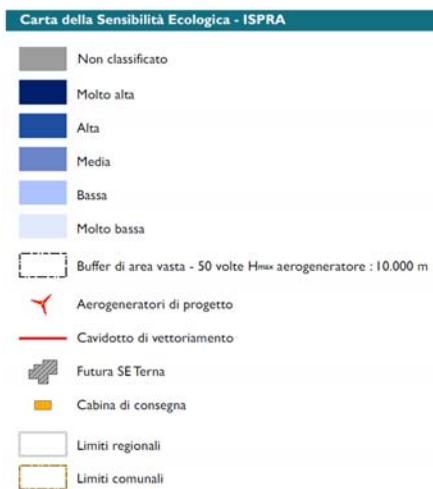 Carta della Sensibilità Ecologica - ISPRA
Non classificato
Molto alta
Alta
Media
Bassa
Molto bassa
Buffer di area vasta - 50 volte Hmax aerogeneratore : 10.000 m
Aerogeneratori di progetto
Cavidotto di vettoriamento
Futura SE Terna
Cabina di consegna
Limiti regionali
Limiti comunali